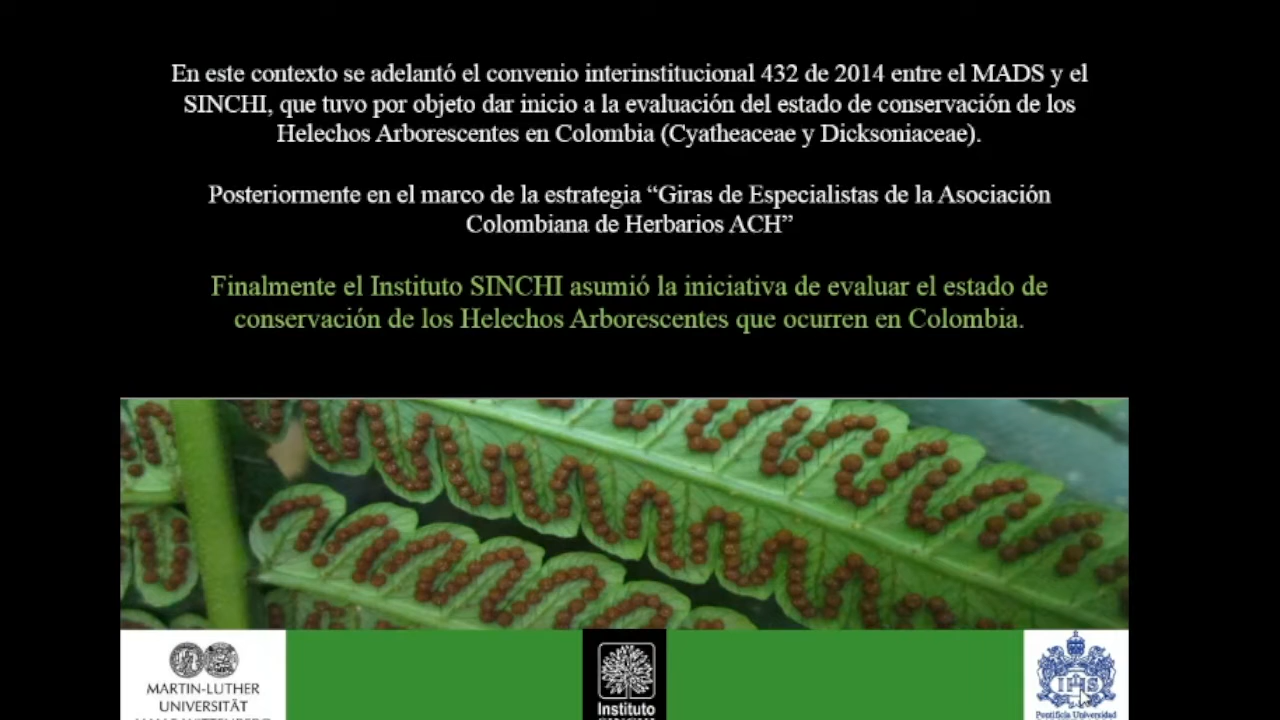 En este contexto se adelantó el convenio interinstitucional 432 de 2014 entre el MADS y el
SINCHI, que tuvo por objeto dar inicio a la evaluación del estado de conservación de los
Helechos Arborescentes en Colombia (Cyatheaceae y Dicksoniaceae).
Posteriormente en el marco de la estrategia “Giras de Especialistas de la Asociación
Colombiana de Herbarios ACH”
Finalmente el Instituto SINCHI asumió la iniciativa de evaluar el estado de
conservación de los Helechos Arborescentes que ocurren en Colombia.
MARTIN-LUTHER
UNIVERSITÄT
Instituto
SINCHI
IHS
Pontificia Universidad